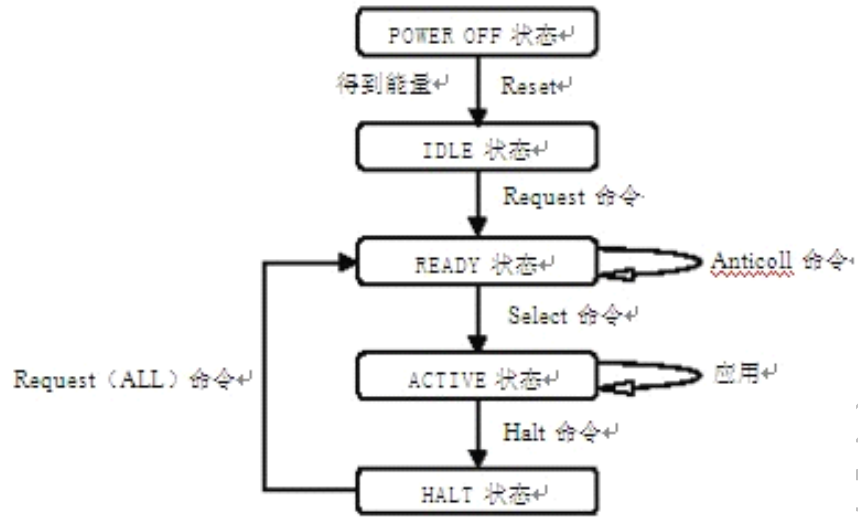 POWER OFF 状态↵
得到能量↵ Reset↵
IDLE 状态↵
Request 命令
READY 状态↵
Anticoll 命令↵
Select 命令↵
Request（ALL）命令↵
ACTIVE 状态↵
应用↵
Halt 命令↵
HALT 状态↵